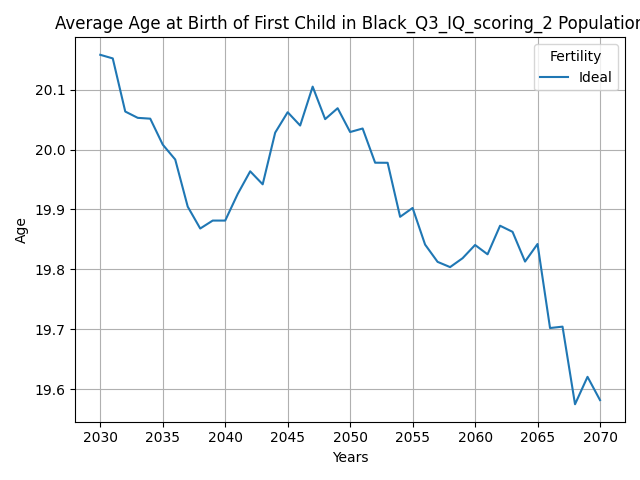 Average Age at Birth of First Child in Black_Q3_IQ_scoring_2 Population
Fertility
Ideal
Age
20.1
20.0
19.9
19.8
19.7
19.6
2030 2035 2040 2045 2050 2055 2060 2065 2070
Years